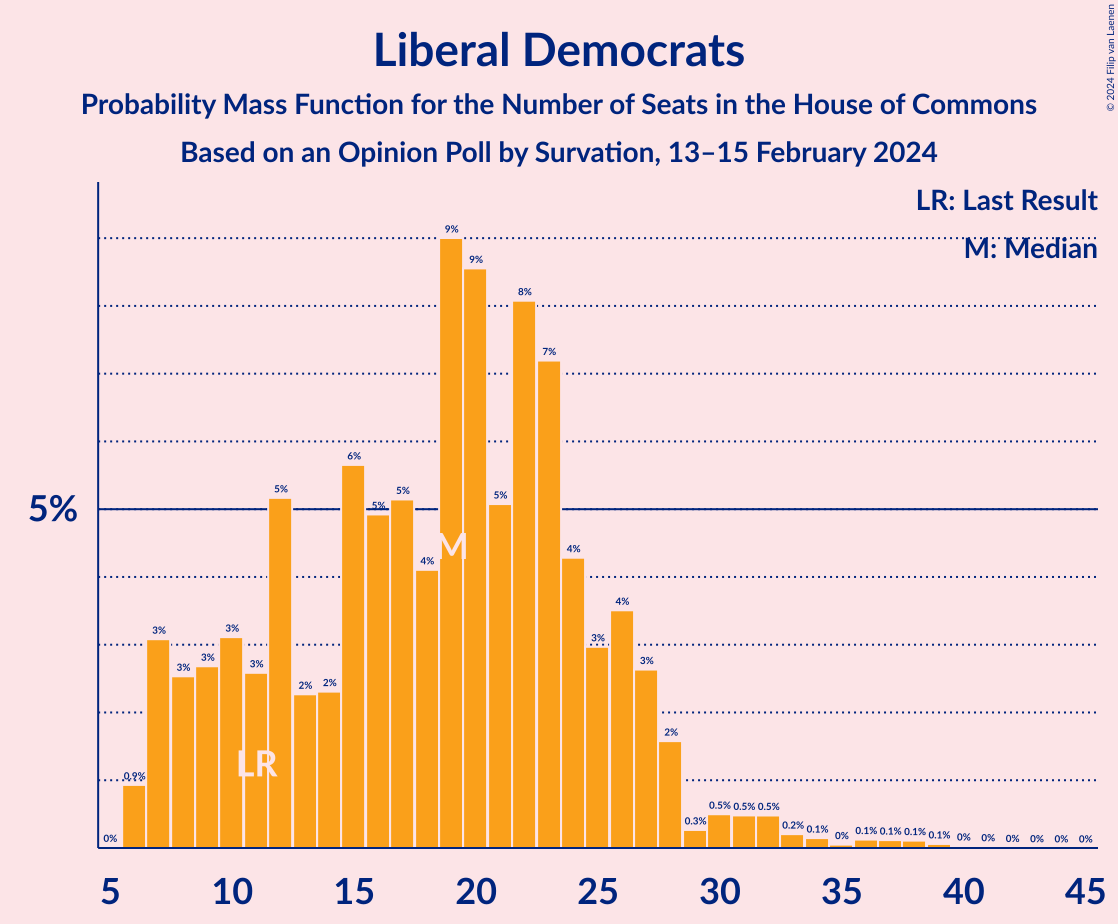 Liberal Democrats
Probability Mass Function for the Number of Seats in the House of Commons
Based on an Opinion Poll by Survation, 13–15 February 2024
© 2024 Filip van Laenen
LR: Last Result
M: Median
5%
0% 0.9% 3% 3% 3% 3% 3% 5% 2% 2% 6% 5% 5% 4% 9% 9% 5% 8% 7% 4% 3% 4% 3% 2% 0.3% 0.5% 0.5% 0.5% 0.2% 0.1% 0% 0.1% 0.1% 0.1% 0.1% 0% 0% 0% 0% 0% 0%
M
LR
5 10 15 20 25 30 35 40 45